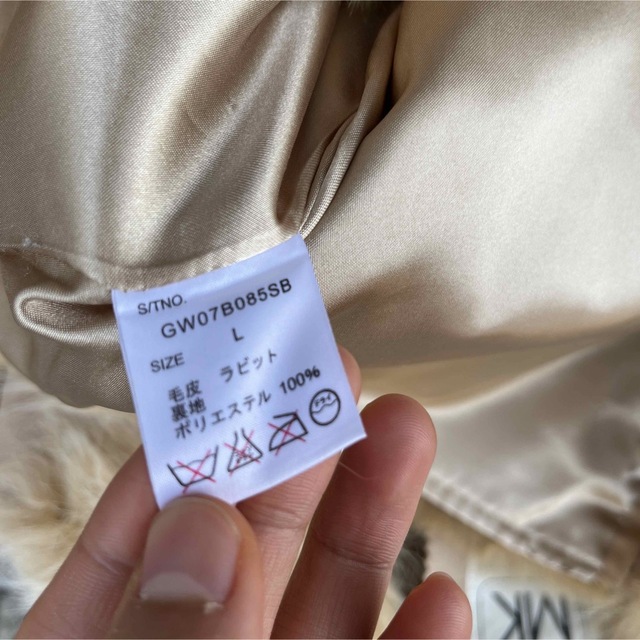 S/TNO.
GW07B085SB
SIZE L
毛皮 ラビット
裏地
ポリエステル 100%
ドライ
MK